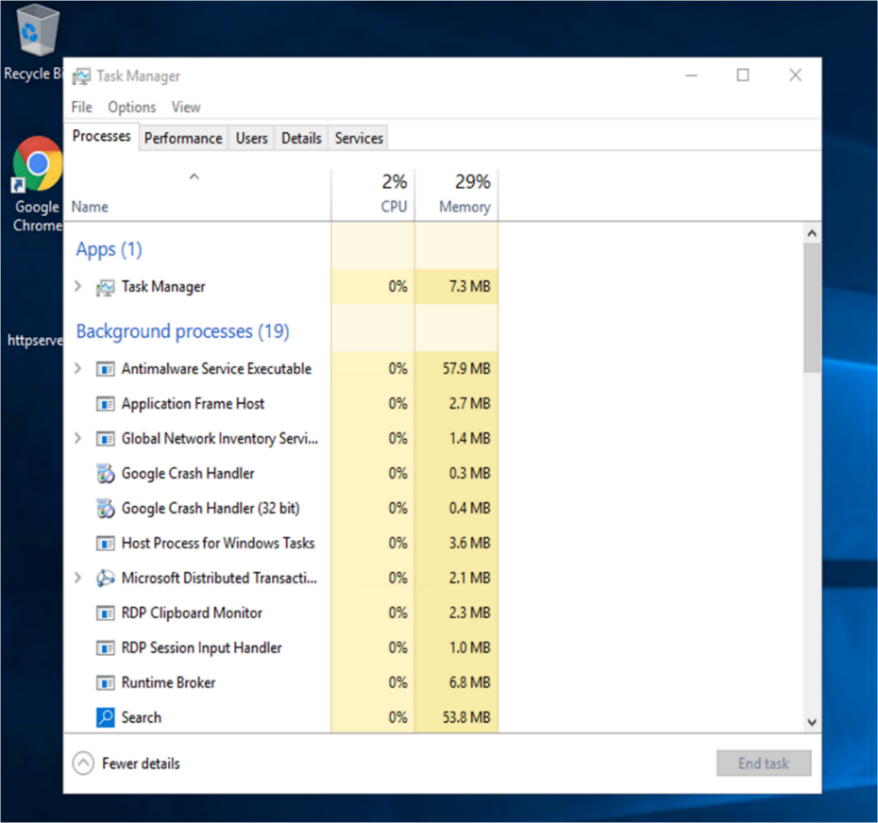 Recycle Bi
Task Manager
File Options View
Processes Performance Users Details Services
Google
Chrome
2% 29%
Name CPU Memory
Apps (1)
Task Manager 0% 7.3 MB
Background processes (19)
httpserve
Antimalware Service Executable 0% 57.9 MB
Application Frame Host 0% 2.7 MB
Global Network Inventory Servi... 0% 1.4 MB
Google Crash Handler 0% 0.3 MB
Google Crash Handler (32 bit) 0% 0.4 MB
Host Process for Windows Tasks 0% 3.6 MB
Microsoft Distributed Transacti... 0% 2.1 MB
RDP Clipboard Monitor 0% 2.3 MB
RDP Session Input Handler 0% 1.0 MB
Runtime Broker 0% 6.8 MB
Search 0% 53.8 MB
Fewer details End task